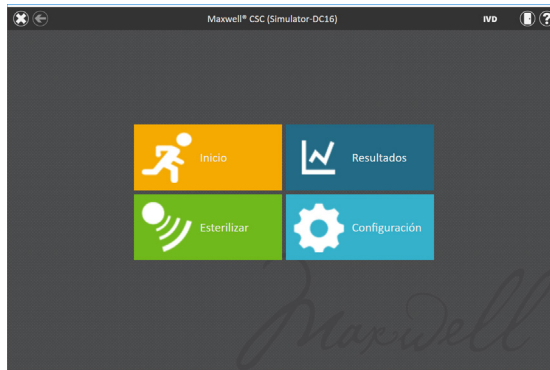 Maxwell® CSC (Simulator-DC16) IVD ?
Inicio Resultados
Esterilizar Configuración
Maxwell